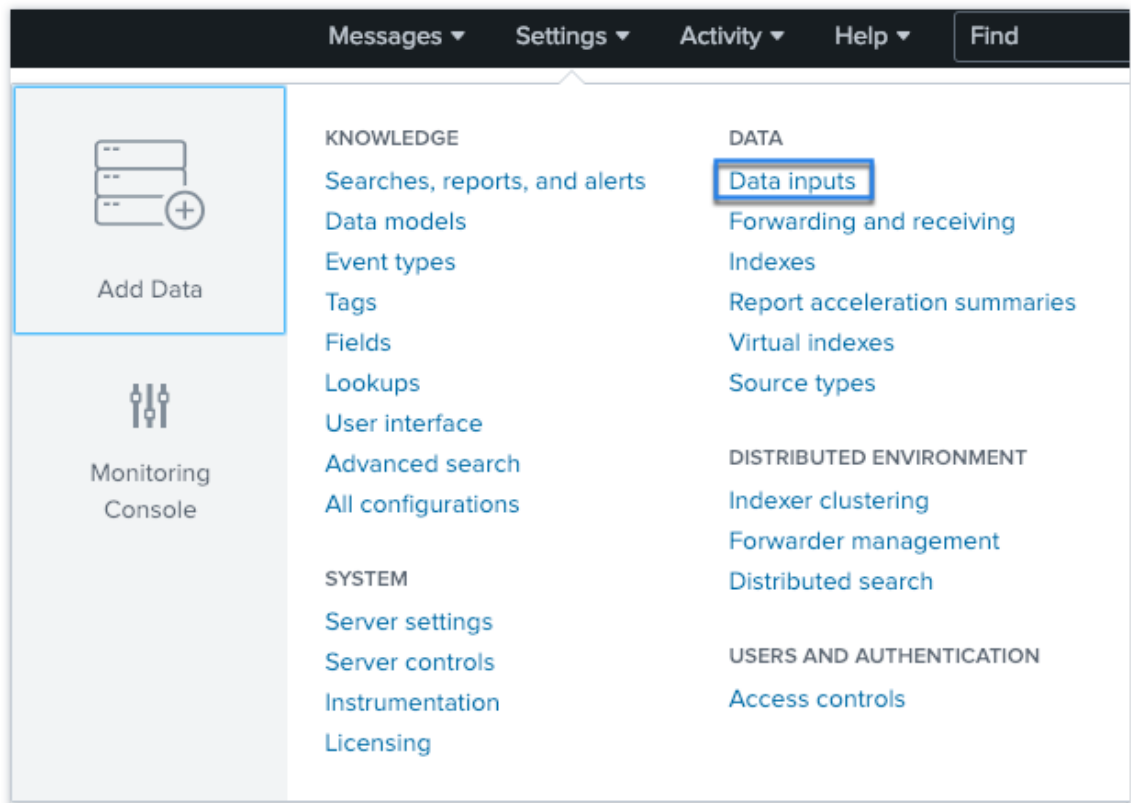 Messages Settings Activity Help Find
Add Data
Monitoring
Console
KNOWLEDGE
Searches, reports, and alerts
Data models
Event types
Tags
Fields
Lookups
User interface
Advanced search
All configurations
SYSTEM
Server settings
Server controls
Instrumentation
Licensing
DATA
Data inputs
Forwarding and receiving
Indexes
Report acceleration summaries
Virtual indexes
Source types
DISTRIBUTED ENVIRONMENT
Indexer clustering
Forwarder management
Distributed search
USERS AND AUTHENTICATION
Access controls